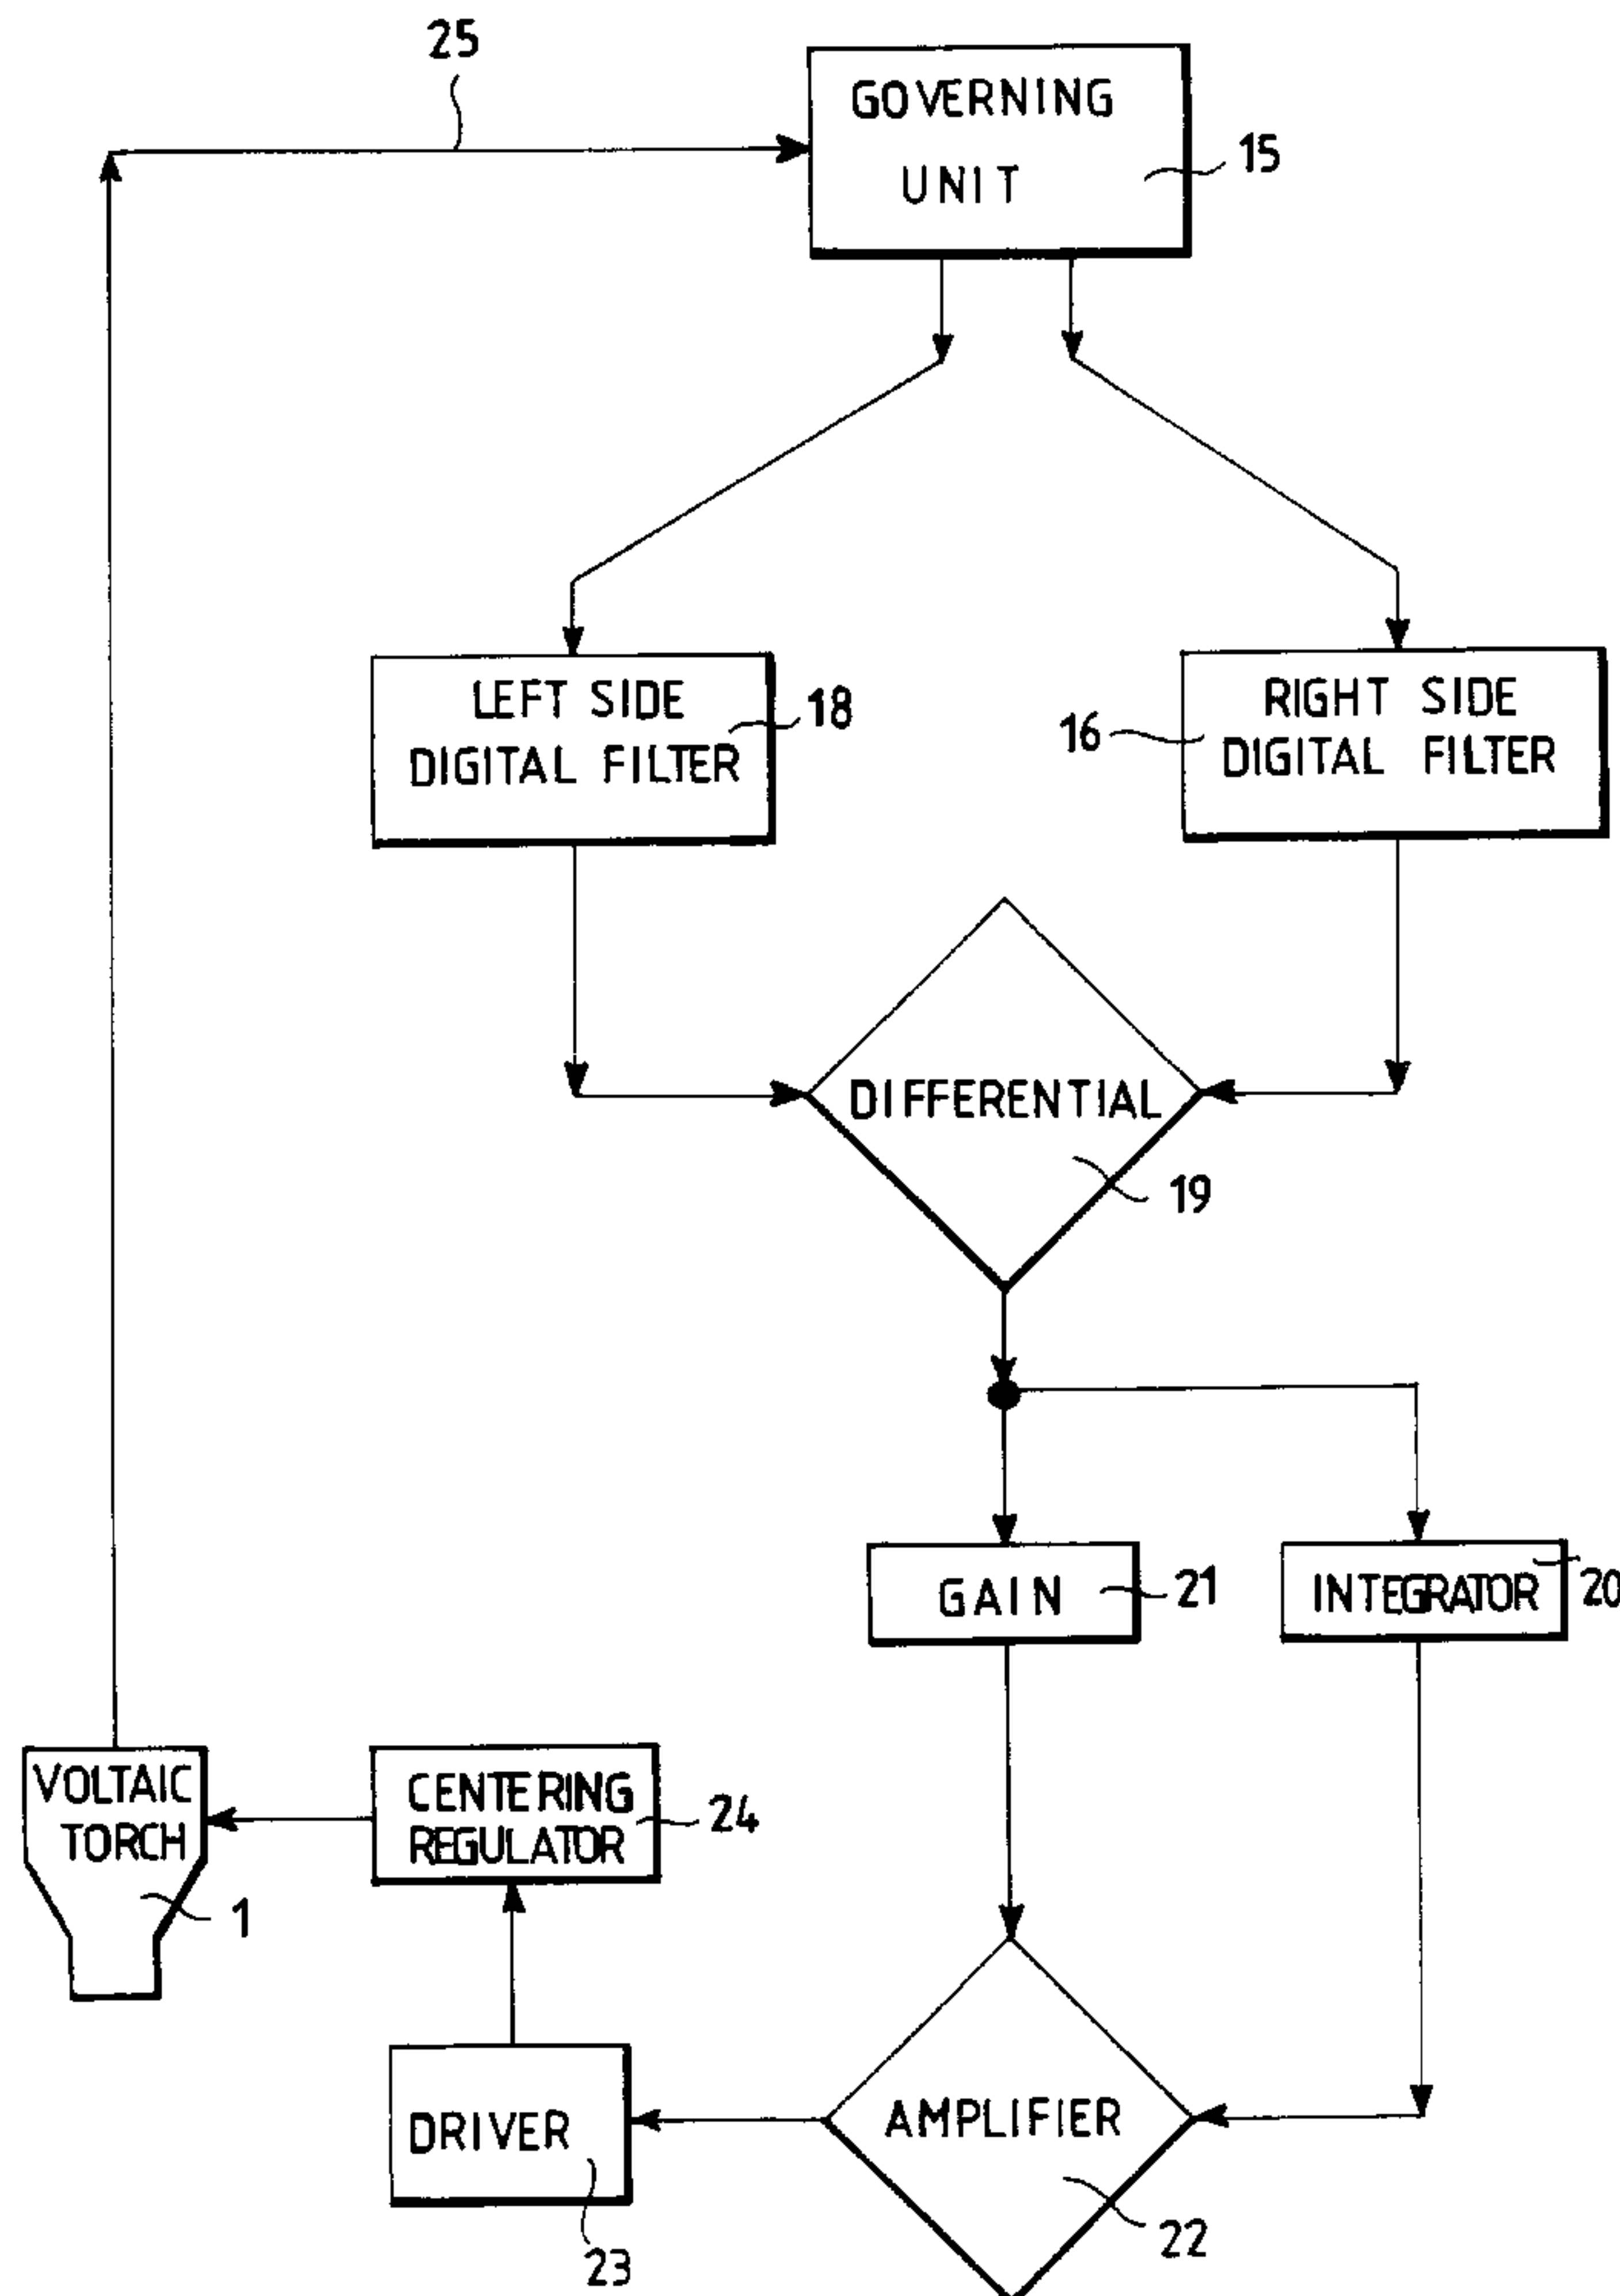 25
GOVERNING
UNIT
15
LEFT SIDE
DIGITAL FILTER
18
16
RIGHT SIDE
DIGITAL FILTER
DIFFERENTIAL
19
GAIN
21
INTEGRATOR
20
VOLTAIC
TORCH
1
CENTERING
REGULATOR
24
DRIVER
23
AMPLIFIER
22